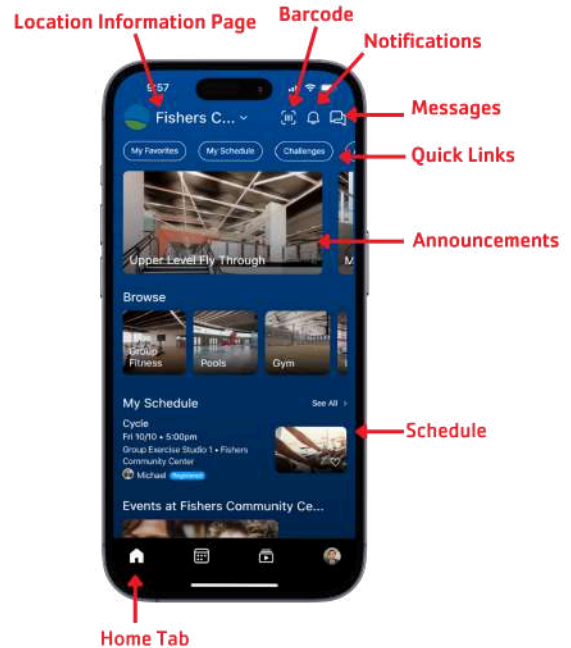 Location Information Page
Barcode
Notifications
9:57
Fishers C...
Messages
My Favorites
My Schedule
Challenges
Quick Links
Upper Level Fly Through
M
Announcements
Browse
Group
Fitness
Pools
Gym
My Schedule
See All
Cycle
Fri 10/10 • 5:00pm
Group Exercise Studio 1 • Fishers
Community Center
Michael Registered
Schedule
Events at Fishers Community Ce...
Home Tab